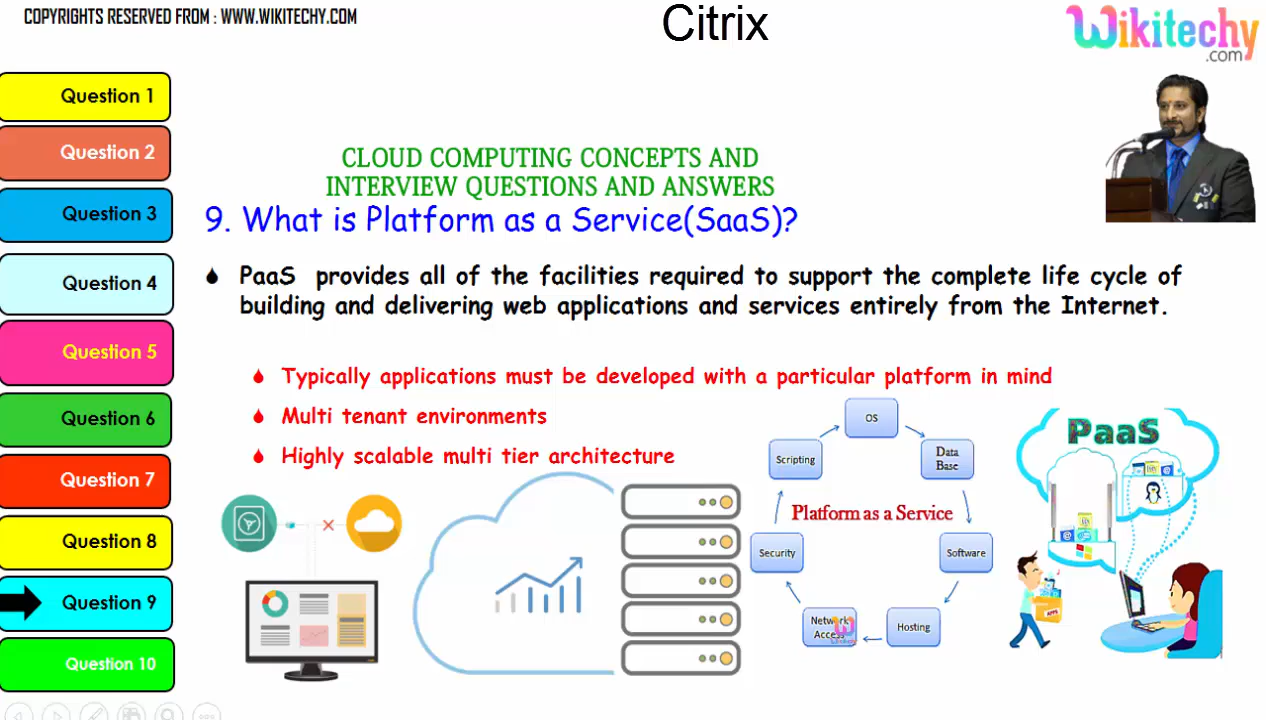 COPYRIGHTS RESERVED FROM : WWW.WIKITECHY.COM
Citrix
Wikitechy
.com
Question 1
Question 2
Question 3
Question 4
Question 5
Question 6
Question 7
Question 8
Question 9
Question 10
CLOUD COMPUTING CONCEPTS AND
INTERVIEW QUESTIONS AND ANSWERS
9. What is Platform as a Service(SaaS)?
PaaS provides all of the facilities required to support the complete life cycle of
building and delivering web applications and services entirely from the Internet.
Typically applications must be developed with a particular platform in mind
Multi tenant environments
Highly scalable multi tier architecture
OS
Data
Base
Software
Hosting
Network
Access
Security
Scripting
Platform as a Service
PaaS
APPS